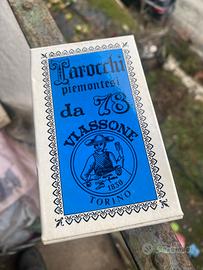 Tarocchi
piemontesi
da 78
VIASSONE
1830
TORINO